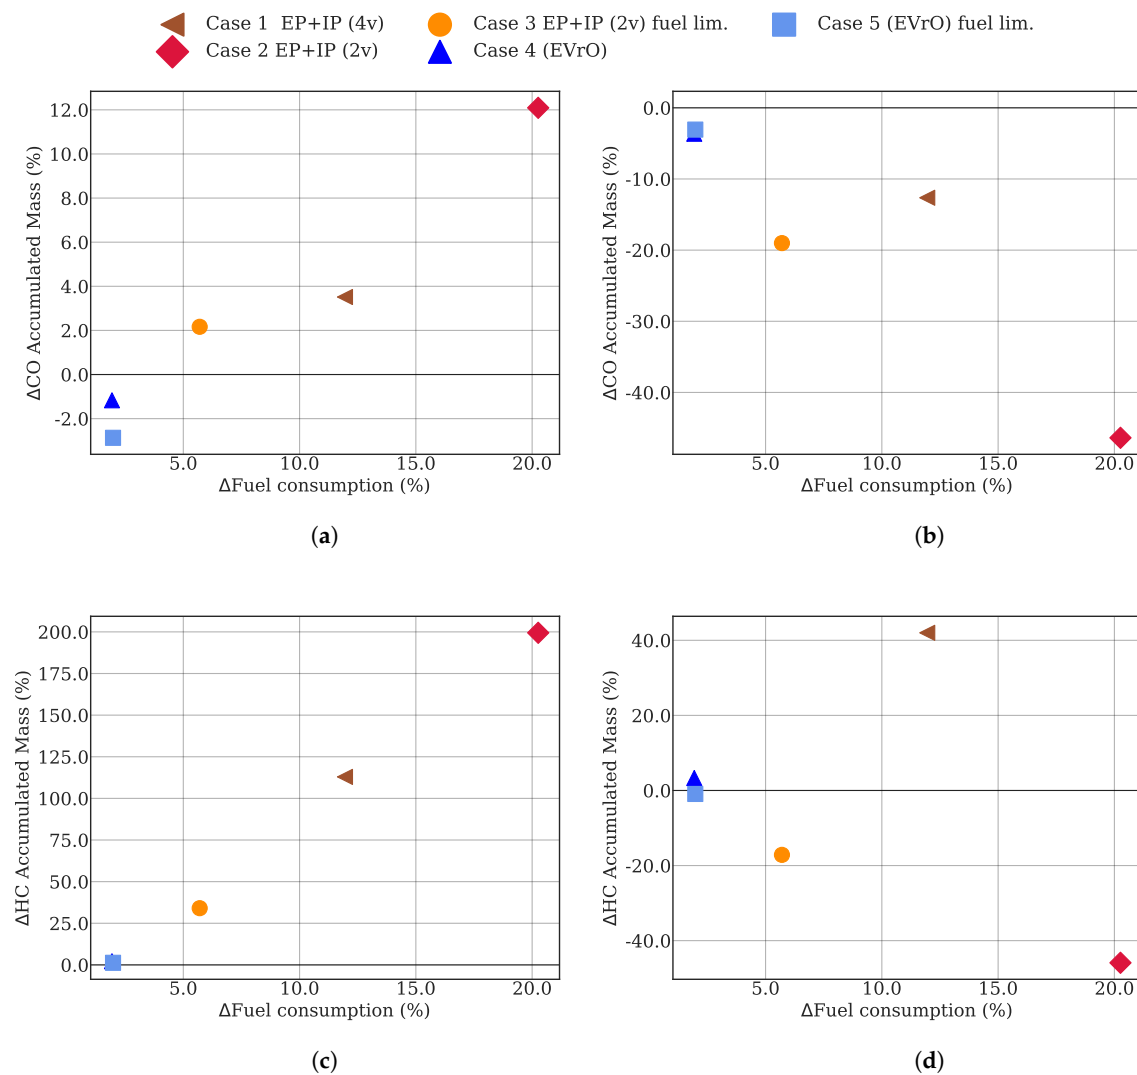 Case 1  EP+IP (4v)
Case 2 EP+IP (2v)
Case 3 EP+IP (2v) fuel lim.
Case 4 (EVrO)
Case 5 (EVrO) fuel lim.
ΔCO Accumulated Mass (%)
12.0
10.0
8.0
6.0
4.0
2.0
0.0
-2.0
5.0 10.0 15.0 20.0
ΔFuel consumption (%)
(a)
ΔCO Accumulated Mass (%)
0.0
-10.0
-20.0
-30.0
-40.0
5.0 10.0 15.0 20.0
ΔFuel consumption (%)
(b)
ΔHC Accumulated Mass (%)
200.0
175.0
150.0
125.0
100.0
75.0
50.0
25.0
0.0
5.0 10.0 15.0 20.0
ΔFuel consumption (%)
(c)
ΔHC Accumulated Mass (%)
40.0
20.0
0.0
-20.0
-40.0
5.0 10.0 15.0 20.0
ΔFuel consumption (%)
(d)